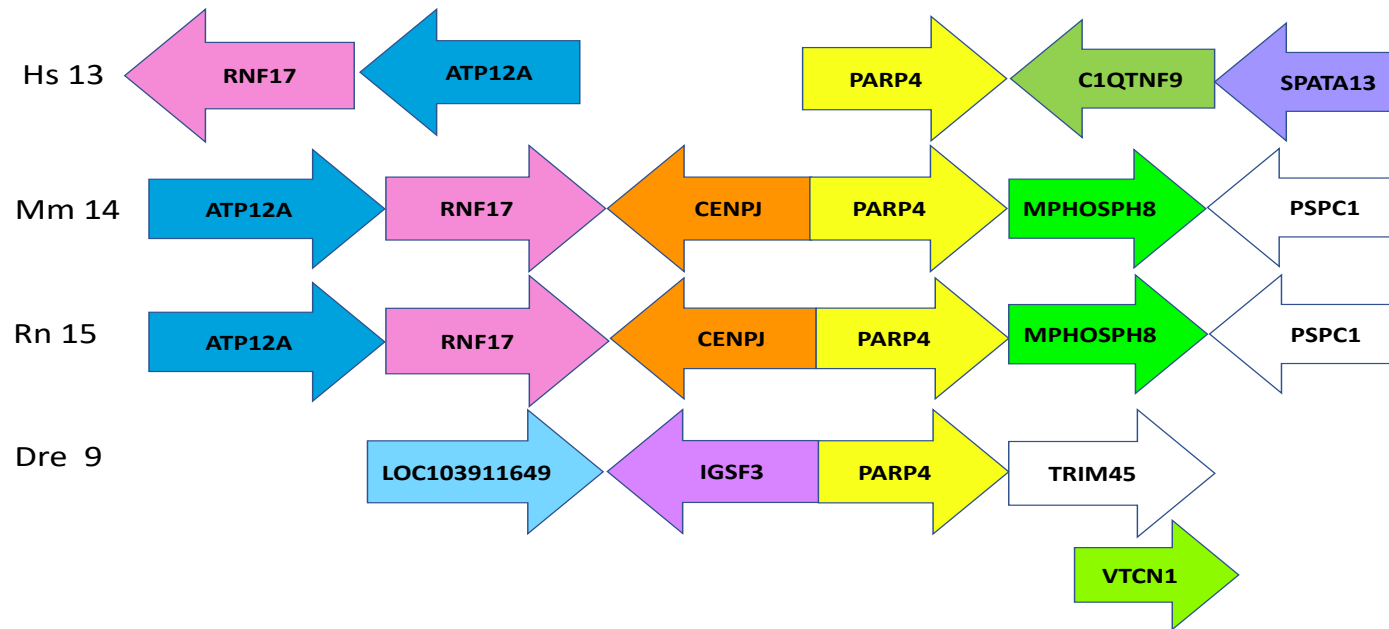 Hs 13 RNF17 ATP12A PARP4 C1QTNF9 SPATA13
Mm 14 ATP12A RNF17 CENPJ PARP4 MPHOSPH8 PSPC1
Rn 15 ATP12A RNF17 CENPJ PARP4 MPHOSPH8 PSPC1
Dre 9 LOC103911649 IGSF3 PARP4 TRIM45
VTCN1